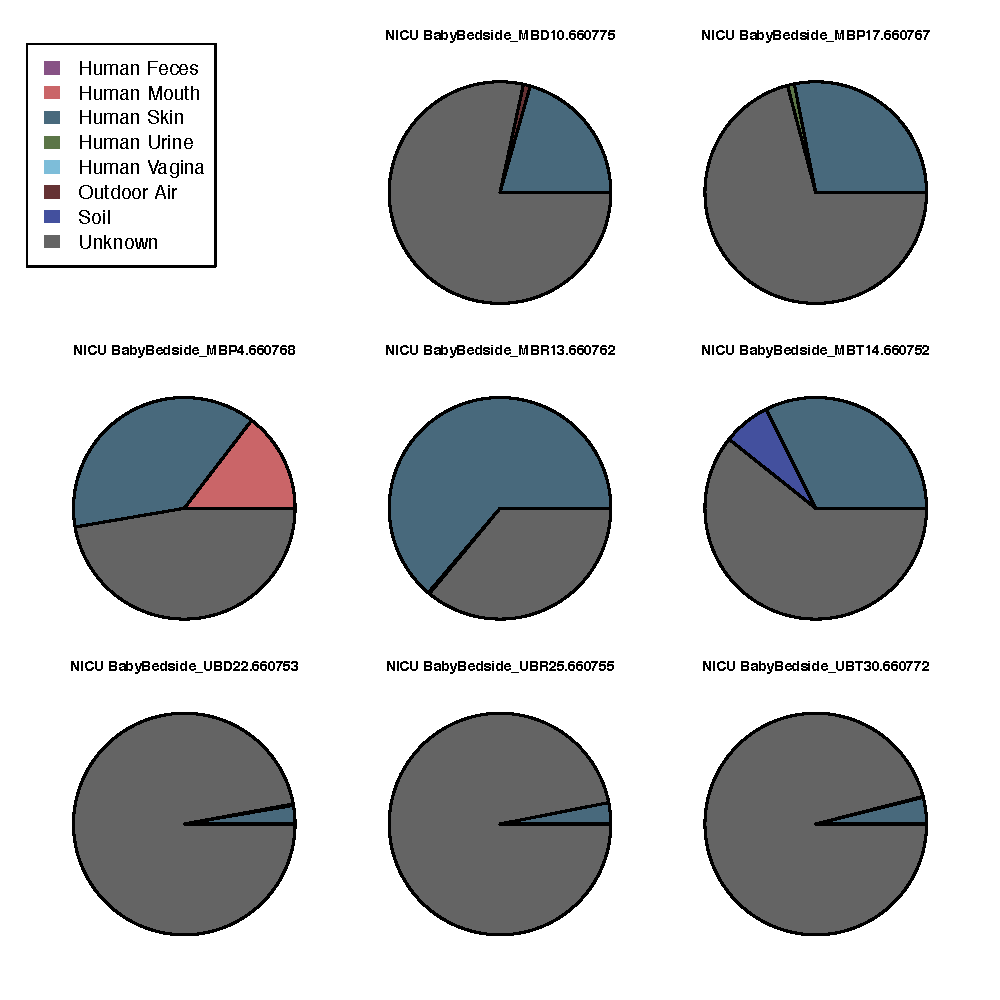 NICU BabyBedside_MBD10.660775
NICU BabyBedside_MBP17.660767
Human Feces
Human Mouth
Human Skin
Human Urine
Human Vagina
Outdoor Air
Soil
Unknown
NICU BabyBedside_MBP4.660768
NICU BabyBedside_MBR13.660762
NICU BabyBedside_MBT14.660752
NICU BabyBedside_UBD22.660753
NICU BabyBedside_UBR25.660755
NICU BabyBedside_UBT30.660772